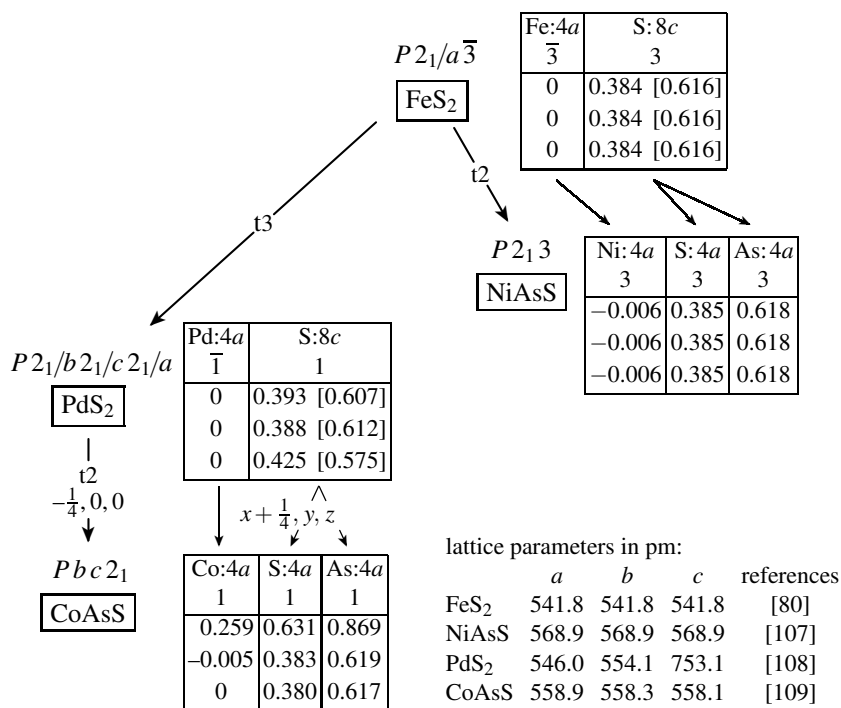 P 2₁/a 3̅
FeS₂
Fe:4a S:8c
3̅ 3
0 0.384 [0.616]
0 0.384 [0.616]
0 0.384 [0.616]
t3
t2
P 2₁ 3
NiAsS
Ni:4a S:4a As:4a
3 3 3
−0.006 0.385 0.618
−0.006 0.385 0.618
−0.006 0.385 0.618
P 2₁/b 2₁/c 2₁/a
PdS₂
Pd:4a S:8c
1̅ 1
0 0.393 [0.607]
0 0.388 [0.612]
0 0.425 [0.575]
t2
−1/4, 0, 0
x + 1/4, y, z
P b c 2₁
CoAsS
Co:4a S:4a As:4a
1 1 1
0.259 0.631 0.869
−0.005 0.383 0.619
0 0.380 0.617
lattice parameters in pm:
a b c references
FeS₂ 541.8 541.8 541.8 [80]
NiAsS 568.9 568.9 568.9 [107]
PdS₂ 546.0 554.1 753.1 [108]
CoAsS 558.9 558.3 558.1 [109]